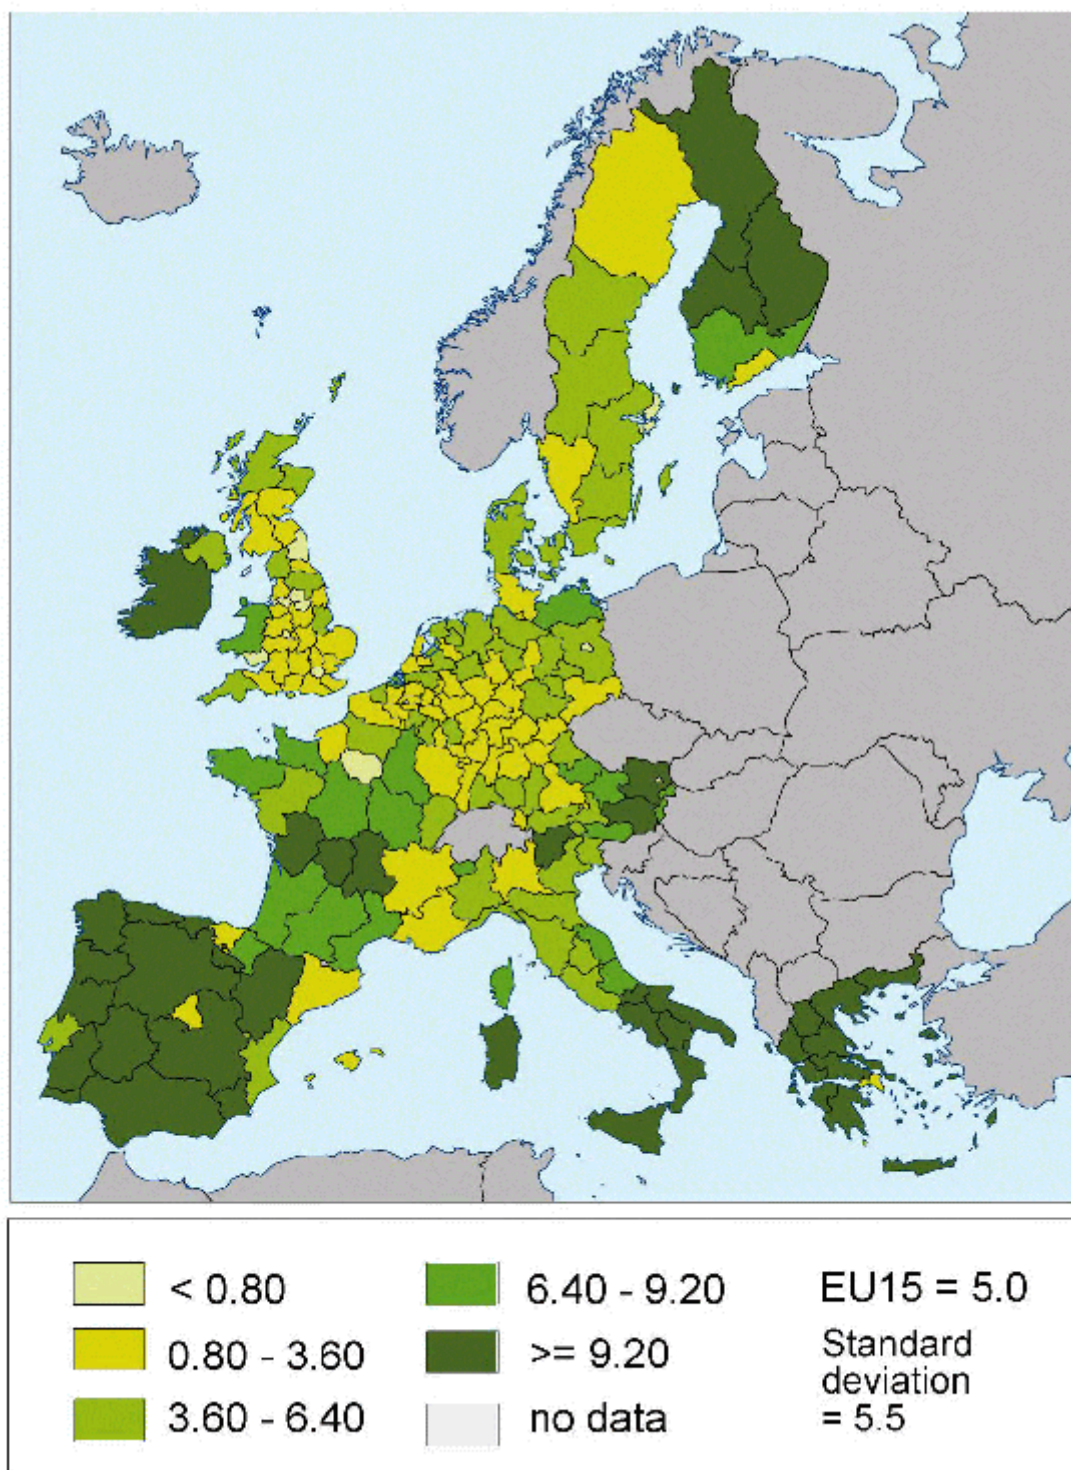 < 0.80
0.80 - 3.60
3.60 - 6.40
6.40 - 9.20
>= 9.20
no data
EU15 = 5.0
Standard
deviation
= 5.5